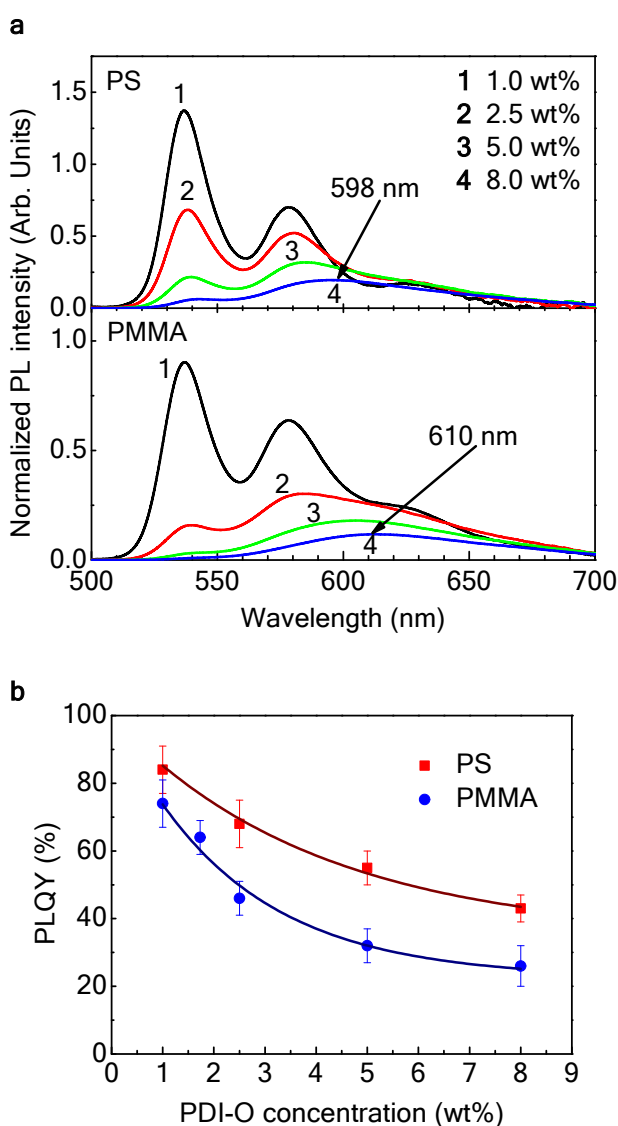 a
PS
1 1.0 wt%
2 2.5 wt%
3 5.0 wt%
4 8.0 wt%
1
2
3
4
598 nm
1.5
1.0
0.5
0.0
PMMA
1
2
3
4
610 nm
1.0
0.5
0.0
500 550 600 650 700
Wavelength (nm)
Normalized PL intensity (Arb. Units)
b
100
80
60
40
20
0
PS
PMMA
PLQY (%)
0 1 2 3 4 5 6 7 8 9
PDI-O concentration (wt%)